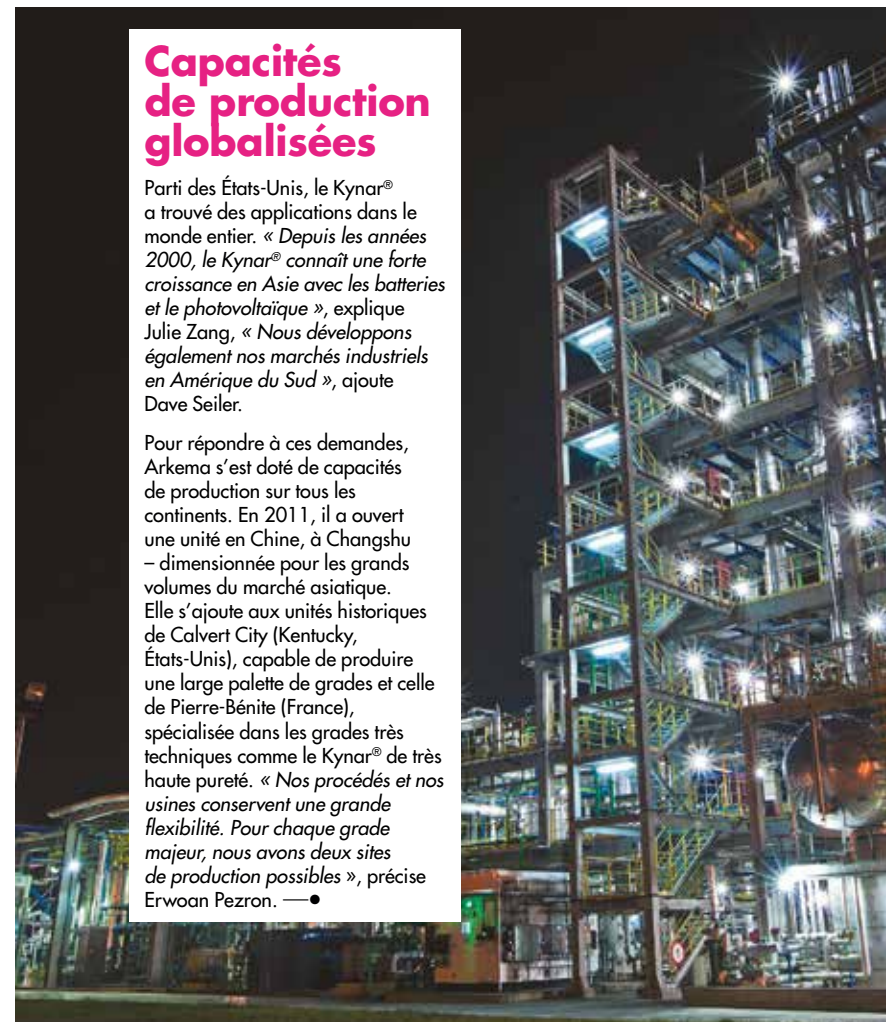 Capacités
de production
globalisées
Parti des États-Unis, le Kynar®
a trouvé des applications dans le
monde entier. « Depuis les années
2000, le Kynar® connaît une forte
croissance en Asie avec les batteries
et le photovoltaïque », explique
Julie Zang, « Nous développons
également nos marchés industriels
en Amérique du Sud », ajoute
Dave Seiler.
Pour répondre à ces demandes,
Arkema s’est doté de capacités
de production sur tous les
continents. En 2011, il a ouvert
une unité en Chine, à Changshu
– dimensionnée pour les grands
volumes du marché asiatique.
Elle s’ajoute aux unités historiques
de Calvert City (Kentucky,
États-Unis), capable de produire
une large palette de grades et celle
de Pierre-Bénite (France),
spécialisée dans les grades très
techniques comme le Kynar® de très
haute pureté. « Nos procédés et nos
usines conservent une grande
flexibilité. Pour chaque grade
majeur, nous avons deux sites
de production possibles », précise
Erwoan Pezron. —●